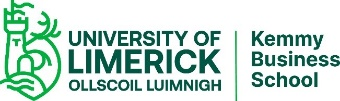 UNIVERSITY OF
LIMERICK
OLLSCOIL LUIMNIGH
Kemmy
Business
School